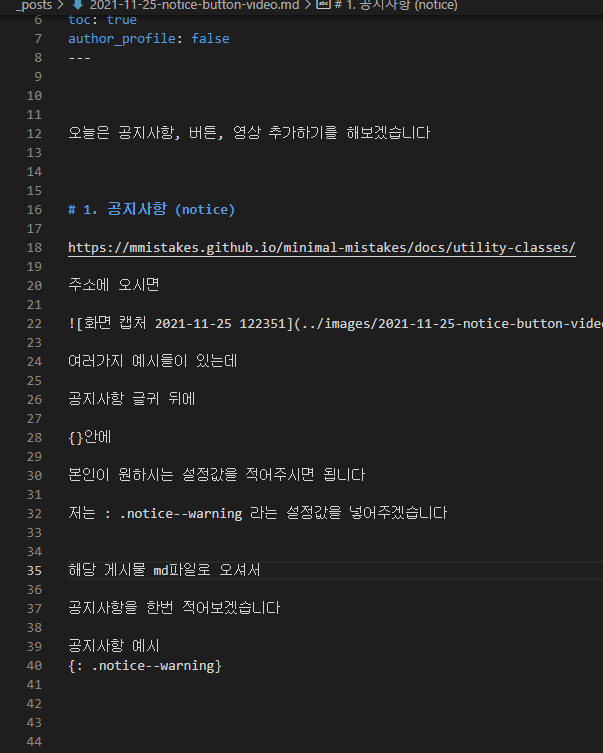 _posts > 2021-11-25-notice-button-video.md > # 1. 공지사항 (notice)
6 toc: true
7 author_profile: false
8 ---
9
10
11
12 오늘은 공지사항, 버튼, 영상 추가하기를 해보겠습니다
13
14
15
16 # 1. 공지사항 (notice)
17
18 https://mmistakes.github.io/minimal-mistakes/docs/utility-classes/
19
20 주소에 오시면
21
22 ![화면 캡처 2021-11-25 122351](../images/2021-11-25-notice-button-video
23
24 여러가지 예시들이 있는데
25
26 공지사항 글귀 뒤에
27
28 {}안에
29
30 본인이 원하시는 설정값을 적어주시면 됩니다
31
32 저는 : .notice--warning 라는 설정값을 넣어주겠습니다
33
34
35 해당 게시물 md파일로 오셔서
36
37 공지사항을 한번 적어보겠습니다
38
39 공지사항 예시
40 {: .notice--warning}
41
42
43
44